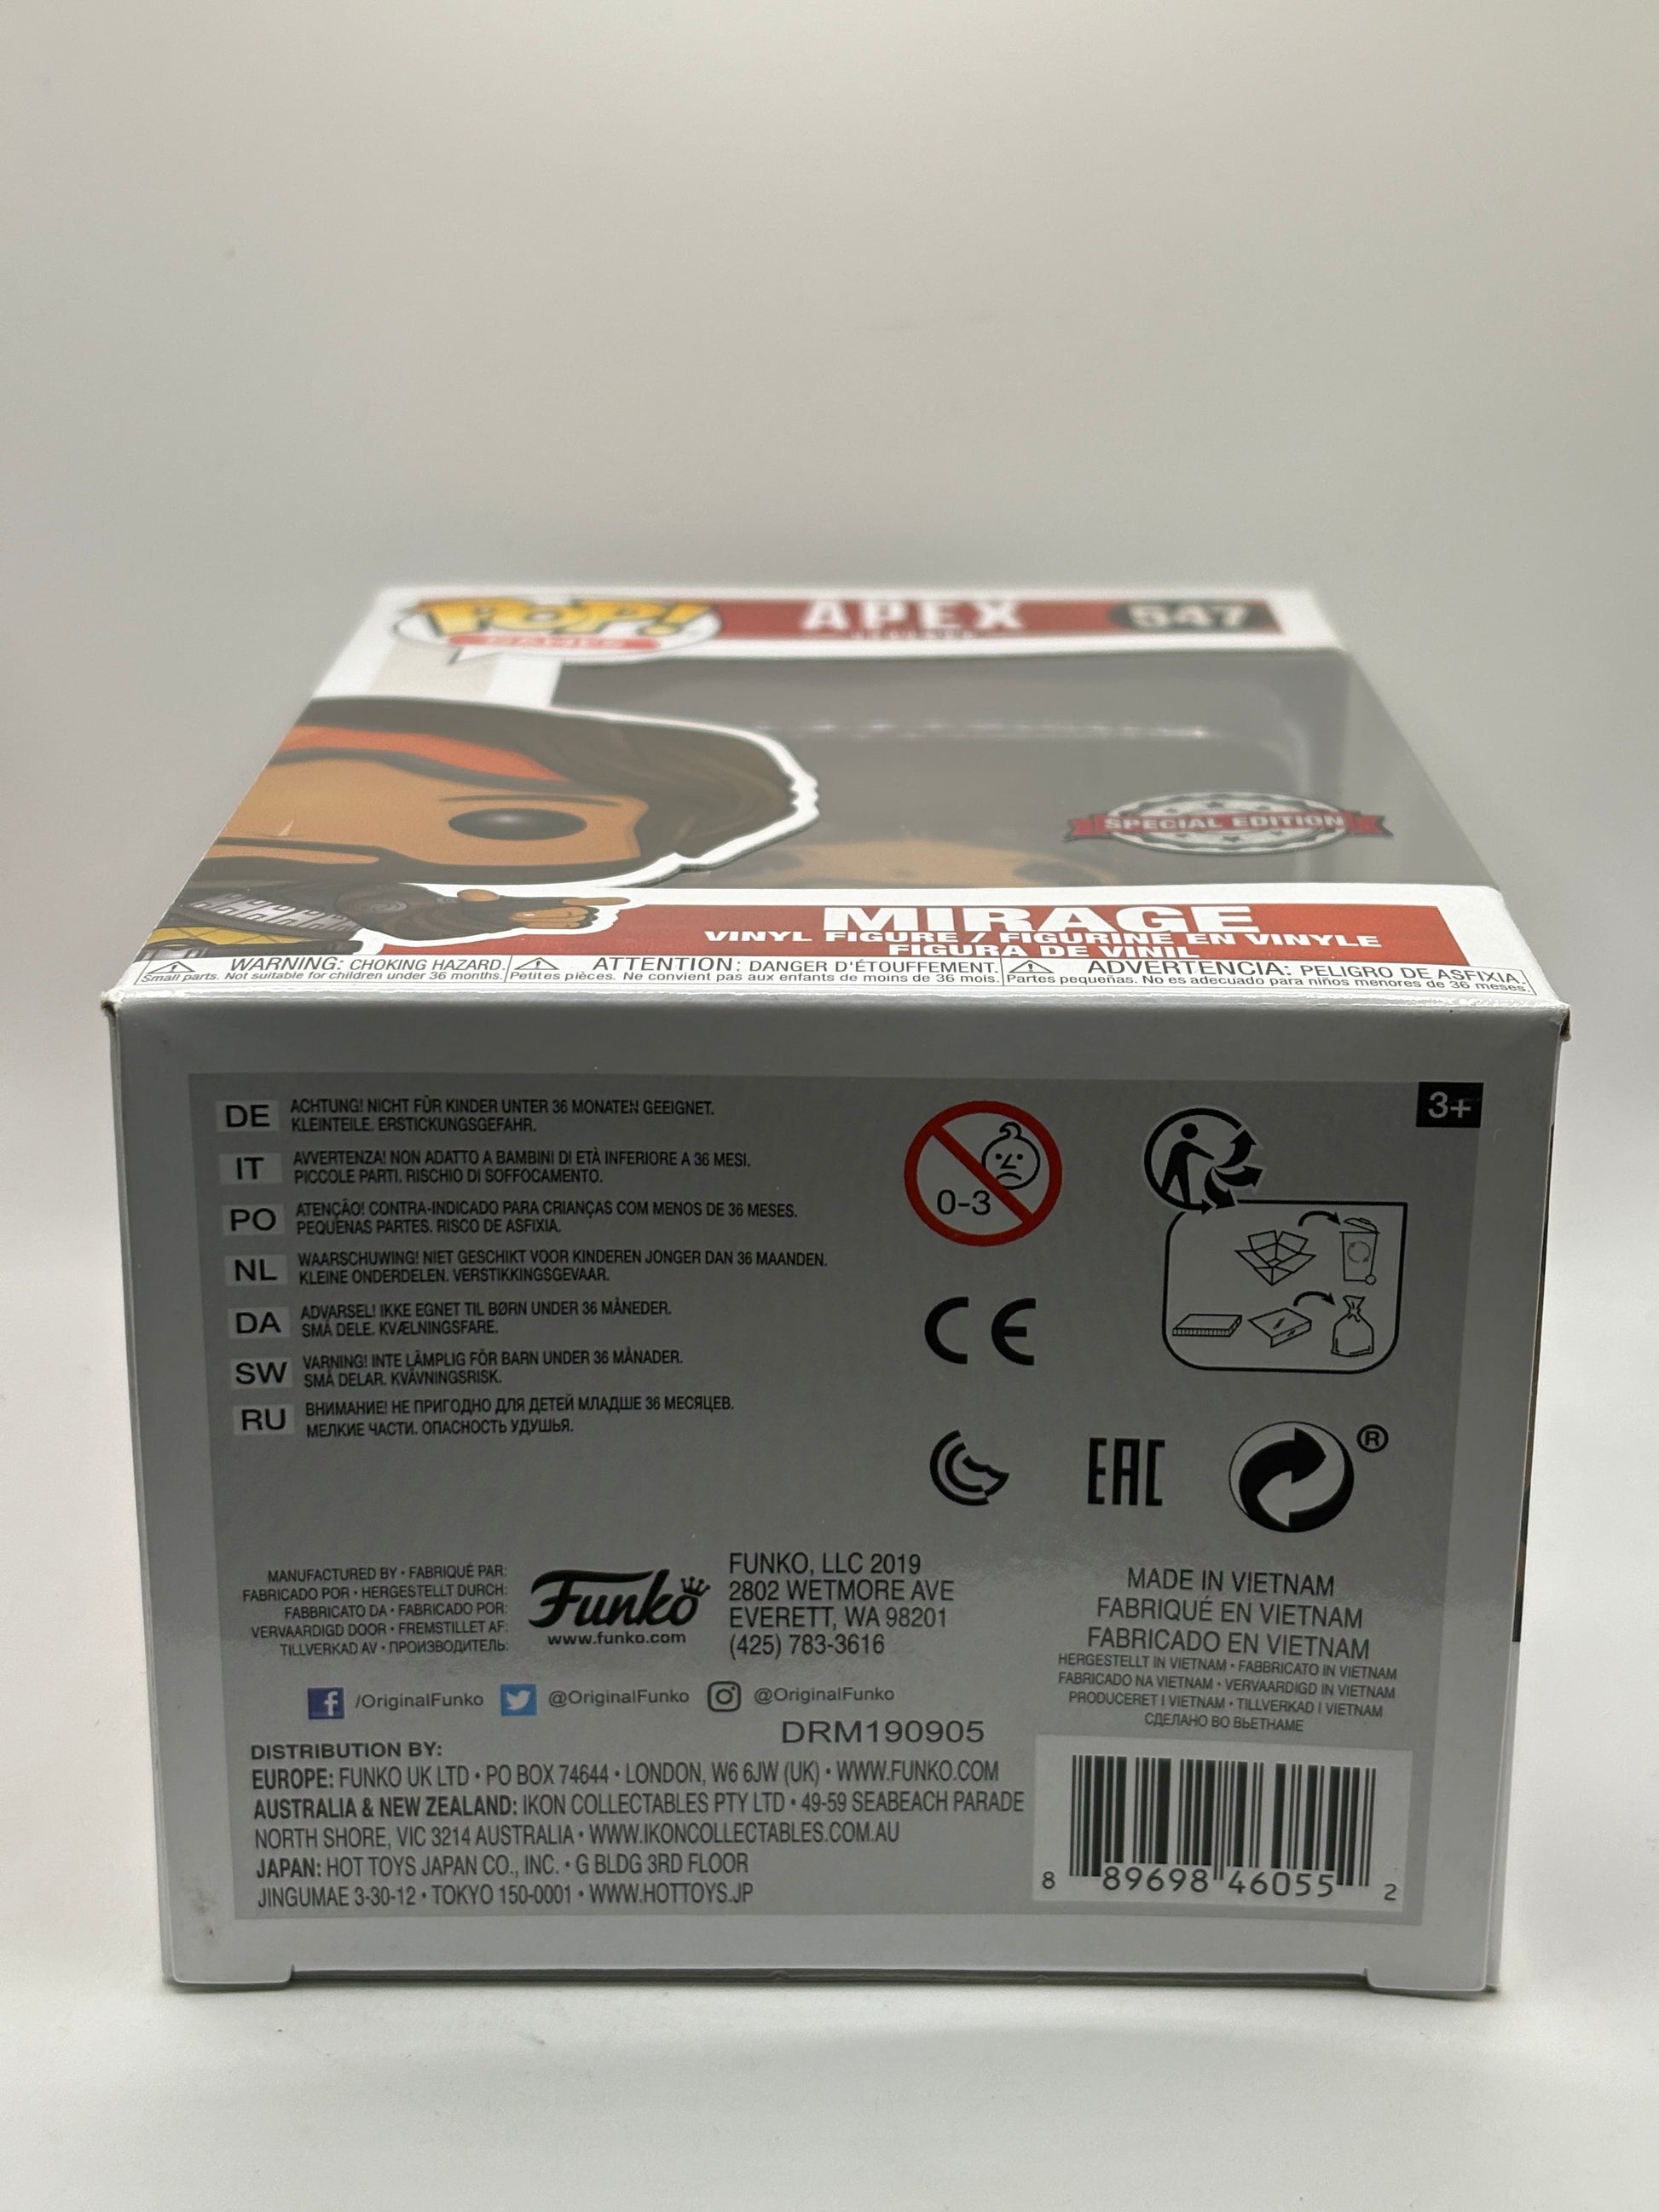 POP!
GAMES
APEX
LEGENDS
547
SPECIAL EDITION
MIRAGE
VINYL FIGURE / FIGURINE EN VINYLE
FIGURA DE VINIL
WARNING: CHOKING HAZARD.
Small parts. Not suitable for children under 36 months.
ATTENTION: DANGER D'ÉTOUFFEMENT.
Petites pièces. Ne convient pas aux enfants de moins de 36 mois.
ADVERTENCIA: PELIGRO DE ASFIXIA.
Partes pequeñas. No es adecuado para niños menores de 36 meses.
3+
DE ACHTUNG! NICHT FÜR KINDER UNTER 36 MONATEN GEEIGNET.
KLEINTEILE. ERSTICKUNGSGEFAHR.
IT AVVERTENZA! NON ADATTO A BAMBINI DI ETÀ INFERIORE A 36 MESI.
PICCOLE PARTI. RISCHIO DI SOFFOCAMENTO.
PO ATENÇÃO! CONTRA-INDICADO PARA CRIANÇAS COM MENOS DE 36 MESES.
PEQUENAS PARTES. RISCO DE ASFIXIA.
NL WAARSCHUWING! NIET GESCHIKT VOOR KINDEREN JONGER DAN 36 MAANDEN.
KLEINE ONDERDELEN. VERSTIKKINGSGEVAAR.
DA ADVARSEL! IKKE EGNET TIL BØRN UNDER 36 MÅNEDER.
SMÅ DELE. KVÆLNINGSFARE.
SW VARNING! INTE LÄMPLIG FÖR BARN UNDER 36 MÅNADER.
SMÅ DELAR. KVÄVNINGSRISK.
RU ВНИМАНИЕ! НЕ ПРИГОДНО ДЛЯ ДЕТЕЙ МЛАДШЕ 36 МЕСЯЦЕВ.
МЕЛКИЕ ЧАСТИ. ОПАСНОСТЬ УДУШЬЯ.
0-3
CE
EAC
®
MANUFACTURED BY • FABRIQUÉ PAR:
FABRICADO POR • HERGESTELLT DURCH:
FABBRICATO DA • FABRICADO POR:
VERVAARDIGD DOOR • FREMSTILLET AF:
TILLVERKAD AV • ПРОИЗВОДИТЕЛЬ:
Funko
www.funko.com
FUNKO, LLC 2019
2802 WETMORE AVE
EVERETT, WA 98201
(425) 783-3616
MADE IN VIETNAM
FABRIQUÉ EN VIETNAM
FABRICADO EN VIETNAM
HERGESTELLT IN VIETNAM • FABBRICATO IN VIETNAM
FABRICADO NA VIETNAM • VERVAARDIGD IN VIETNAM
PRODUCERET I VIETNAM • TILLVERKAD I VIETNAM
СДЕЛАНО ВО ВЬЕТНАМЕ
/OriginalFunko @OriginalFunko @OriginalFunko
DRM190905
DISTRIBUTION BY:
EUROPE: FUNKO UK LTD • PO BOX 74644 • LONDON, W6 6JW (UK) • WWW.FUNKO.COM
AUSTRALIA & NEW ZEALAND: IKON COLLECTABLES PTY LTD • 49-59 SEABEACH PARADE
NORTH SHORE, VIC 3214 AUSTRALIA • WWW.IKONCOLLECTABLES.COM.AU
JAPAN: HOT TOYS JAPAN CO., INC. • G BLDG 3RD FLOOR
JINGUMAE 3-30-12 • TOKYO 150-0001 • WWW.HOTTOYS.JP
8 89698 46055 2